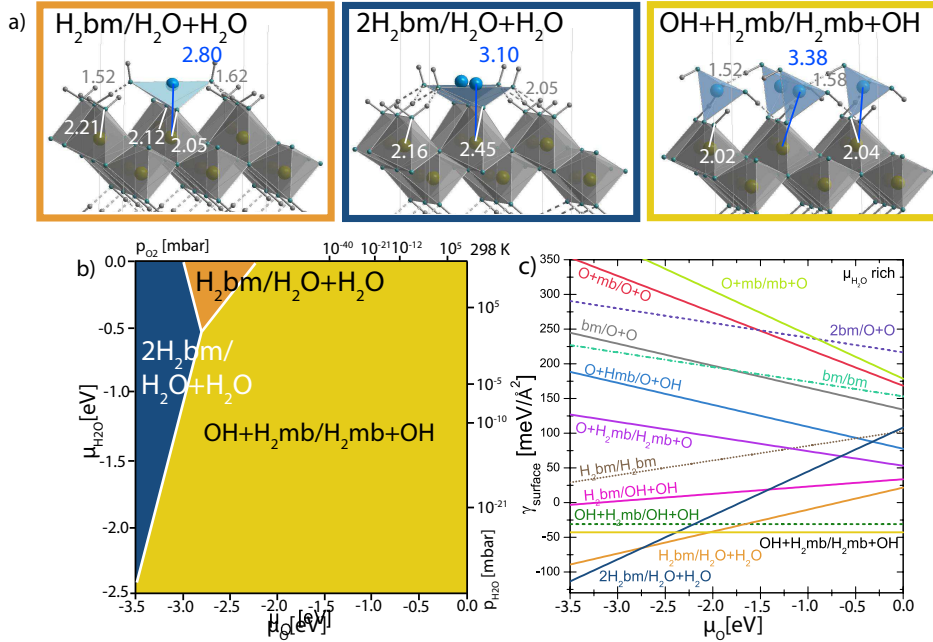 a)
H₂bm/H₂O+H₂O
2H₂bm/H₂O+H₂O
OH+H₂mb/H₂mb+OH
2.80
1.52
1.62
2.21
2.12
2.05
3.10
2.05
2.16
2.45
3.38
1.52
1.58
2.02
2.04
b)
p_O2 [mbar]
10⁻⁴⁰
10⁻²¹
10⁻¹²
10⁵
298 K
0.0
-0.5
-1.0
-1.5
-2.0
-2.5
μ_H2O [eV]
H₂bm/H₂O+H₂O
2H₂bm/
H₂O+H₂O
OH+H₂mb/H₂mb+OH
10⁵
10⁻⁵
10⁻¹⁰
10⁻²¹
p_H2O [mbar]
-3.5
-3.0
-2.5
-2.0
-1.5
-1.0
-0.5
0.0
μ_O [eV]
c)
350
300
250
225
200
150
100
50
0
-50
-100
γ_surface [meV/Å²]
μ_H₂O rich
O+mb/O+O
O+mb/mb+O
2bm/O+O
bm/O+O
bm/bm
O+Hmb/O+OH
O+H₂mb/H₂mb+O
H₂bm/H₂bm
H₂bm/OH+OH
OH+H₂mb/OH+OH
OH+H₂mb/H₂mb+OH
H₂bm/H₂O+H₂O
2H₂bm/H₂O+H₂O
-3.5
-3.0
-2.5
-2.0
-1.5
-1.0
-0.5
0.0
μ_O [eV]